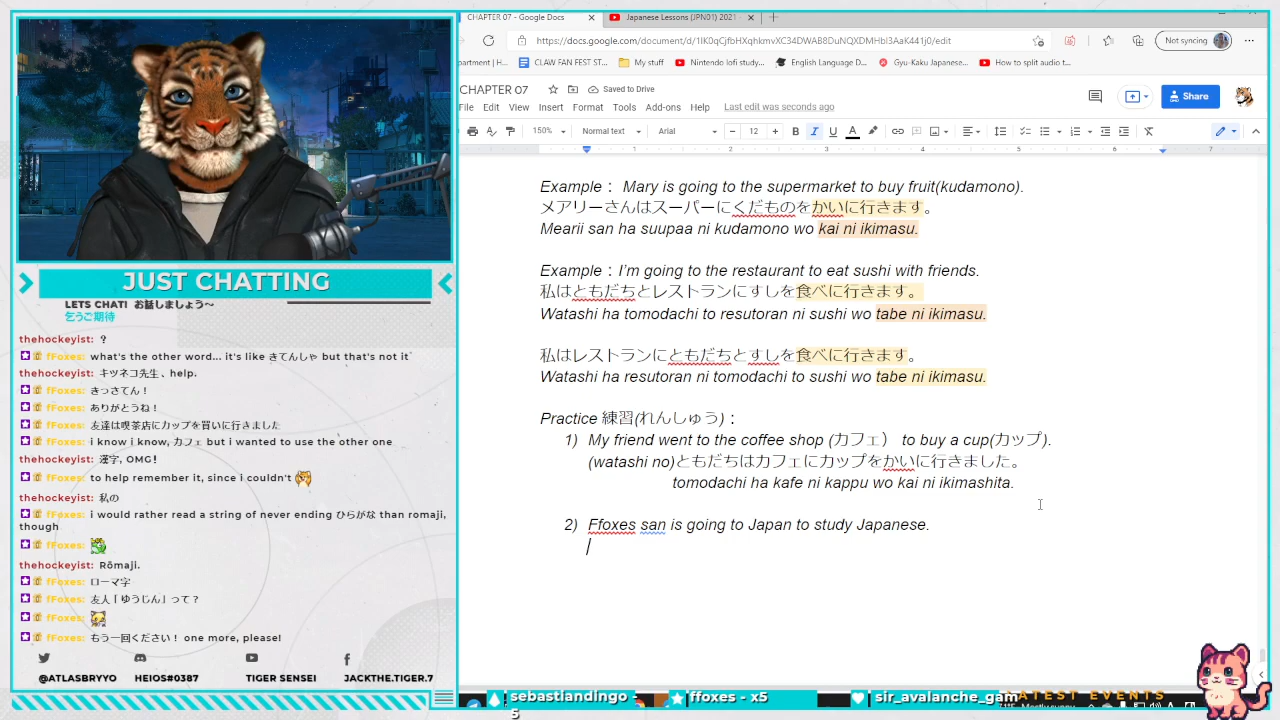 JUST CHATTING
LETS CHAT! お話しましょう〜
乞うご期待
thehockeyist: ?
fFoxes: what's the other word... it's like きてんしゃ but that's not it
thehockeyist: キツネコ先生、help.
fFoxes: きっさてん！
fFoxes: ありがとうね！
fFoxes: 友達は喫茶店にカップを買いに行きました
fFoxes: i know i know, カフェ but i wanted to use the other one
thehockeyist: 漢字, OMG!
fFoxes: to help remember it, since i couldn't
thehockeyist: 私の
fFoxes: i would rather read a string of never ending ひらがな than romaji,
though
fFoxes:
thehockeyist: Rōmaji.
fFoxes: ローマ字
fFoxes: 友人「ゆうじん」って？
fFoxes:
fFoxes: もう一回ください！ one more, please!
@ATLASBRYYO HEIOS#0387 TIGER SENSEI JACKTHE.TIGER.7
CHAPTER 07 - Google Docs
Japanese Lessons (JPN01) 2021
https://docs.google.com/document/d/1lK0qCjfbHXqhkmvXC34DWAB8DuNQXDMHbl3AaK441j0/edit
Not syncing
partment | H... CLAW FAN FEST ST... My stuff Nintendo lofi study... English Language D... Gyu-Kaku Japanese... How to split audio t...
CHAPTER 07 Saved to Drive
File Edit View Insert Format Tools Add-ons Help Last edit was seconds ago
Share
150% Normal text Arial 12 B I U A
1 2 3 4 5 6 7
Example： Mary is going to the supermarket to buy fruit(kudamono).
メアリーさんはスーパーにくだものをかいに行きます。
Mearii san ha suupaa ni kudamono wo kai ni ikimasu.
Example：I'm going to the restaurant to eat sushi with friends.
私はともだちとレストランにすしを食べに行きます。
Watashi ha tomodachi to resutoran ni sushi wo tabe ni ikimasu.
私はレストランにともだちとすしを食べに行きます。
Watashi ha resutoran ni tomodachi to sushi wo tabe ni ikimasu.
Practice 練習(れんしゅう)：
1) My friend went to the coffee shop (カフェ） to buy a cup(カップ).
(watashi no)ともだちはカフェにカップをかいに行きました。
tomodachi ha kafe ni kappu wo kai ni ikimashita.
2) Ffoxes san is going to Japan to study Japanese.
sebastiandingo - ffoxes - x5 sir_avalanche_gam
5